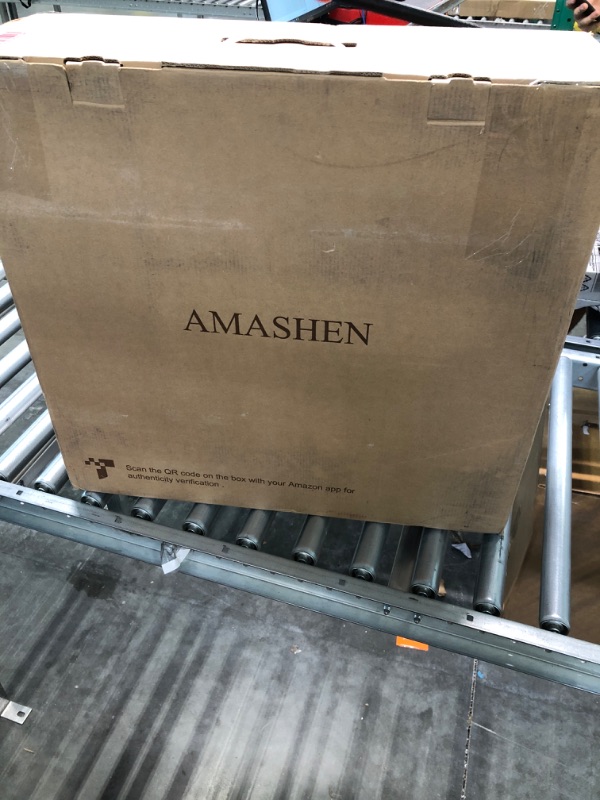 AMASHEN
Scan the QR code on the box with your Amazon app for
authenticity verification .